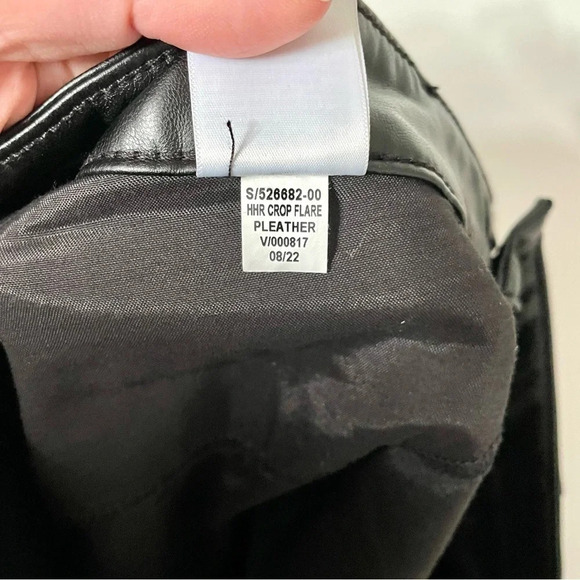 S/526682-00
HHR CROP FLARE
PLEATHER
V/000817
08/22